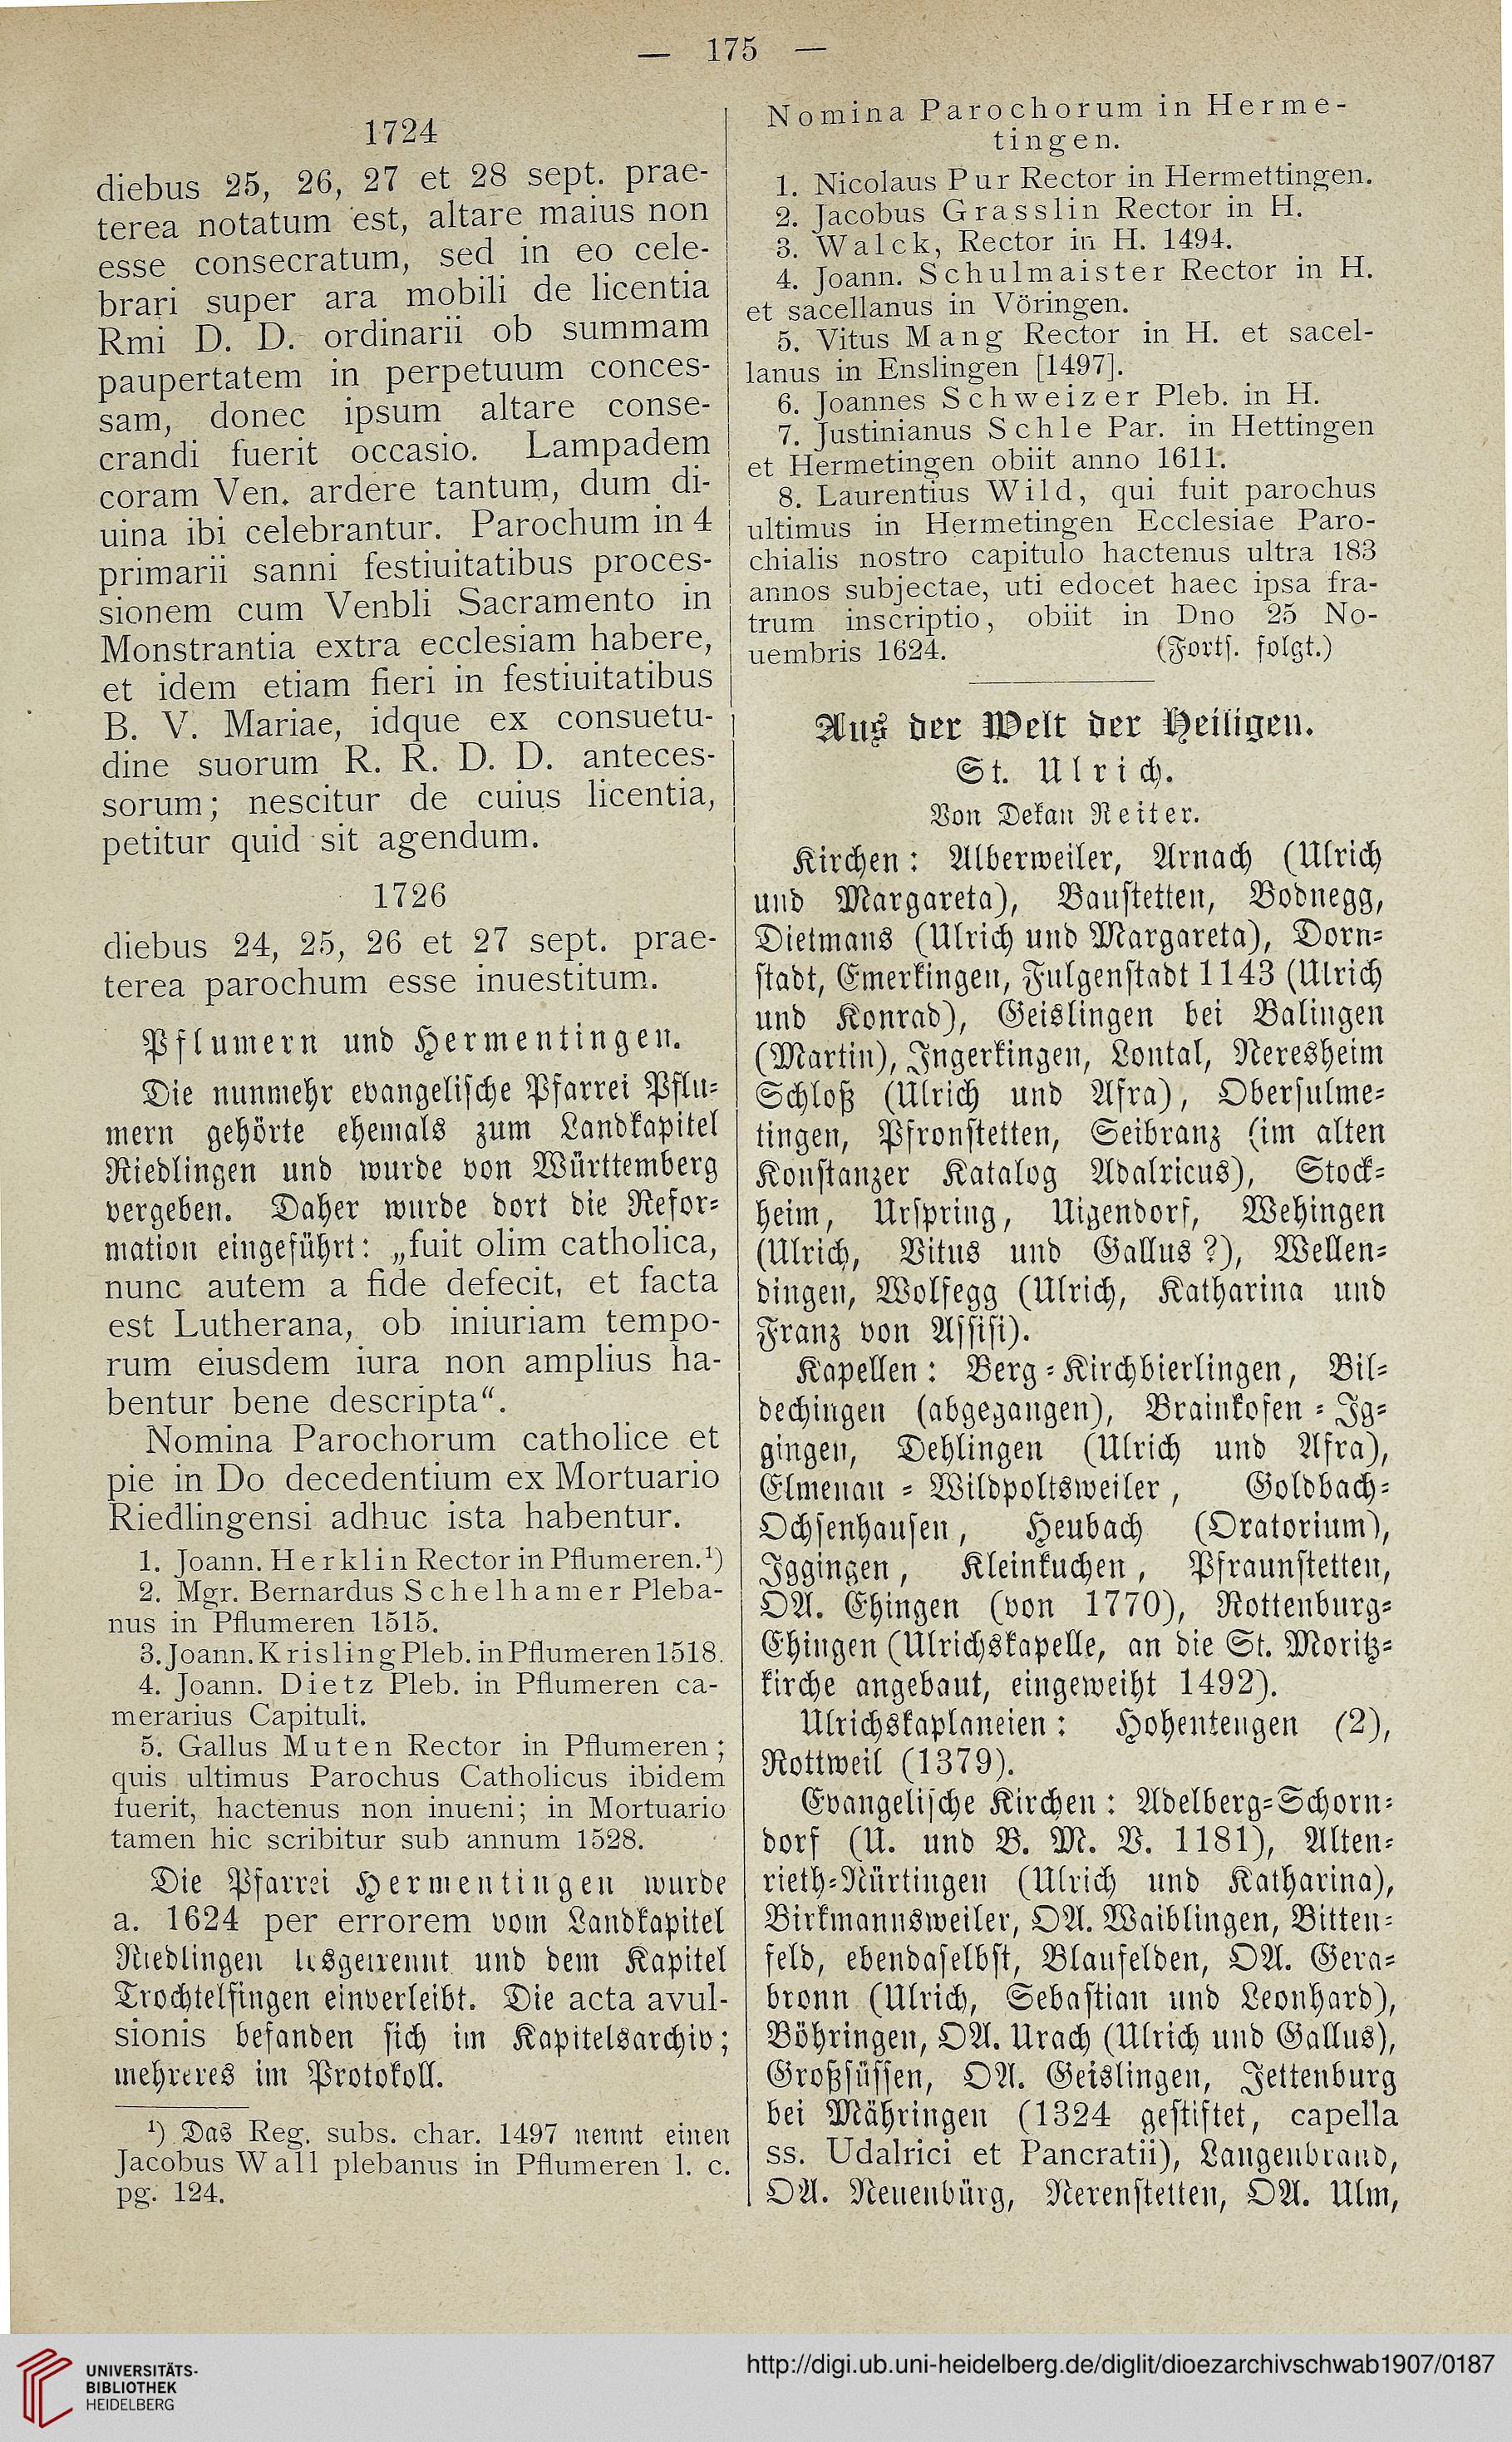 — 175 —
1724
diebus 25, 26, 27 et 28 sept. prae-
terea notatum est, altare maius non
esse consecratum, sed in eo cele-
brari super ara mobili de licentia
Rmi D. D. ordinarii ob summam
paupertatem in perpetuum conces-
sam, donec ipsum altare conse-
crandi fuerit occasio. Lampadem
coram Ven. ardere tantum, dum di-
uina ibi celebrantur. Parochum in 4
primarii sanni festiuitatibus proces-
sionem cum Venbli Sacramento in
Monstrantia extra ecclesiam habere,
et idem etiam fieri in festiuitatibus
B. V. Mariae, idque ex consuetu-
dine suorum R. R. D. D. anteces-
sorum; nescitur de cuius licentia,
petitur quid sit agendum.
1726
diebus 24, 25, 26 et 27 sept. prae-
terea parochum esse inuestitum.
Pflumern und Hermentingen.
Die nunmehr evangelische Pfarrei Pflu-
mern gehörte ehemals zum Landkapitel
Riedlingen und wurde von Württemberg
vergeben. Daher wurde dort die Refor-
mation eingeführt: „fuit olim catholica,
nunc autem a fide defecit, et facta
est Lutherana, ob iniuriam tempo-
rum eiusdem iura non amplius ha-
bentur bene descripta“.
Nomina Parochorum catholice et
pie in Do decedentium ex Mortuario
Riedlingensi adhuc ista habentur.
1. Joann. Herklin Rector in Pflumeren.¹)
2. Mgr. Bernardus Schelhamer Pleba-
nus in Pflumeren 1515.
3. Joann. Krisling Pleb. in Pflumeren 1518.
4. Joann. Dietz Pleb. in Pflumeren ca-
merarius Capituli.
5. Gallus Muten Rector in Pflumeren;
quis ultimus Parochus Catholicus ibidem
fuerit, hactenus non inueni; in Mortuario
tamen hic scribitur sub annum 1528.
Die Pfarrei Hermentingen wurde
a. 1624 per errorem vom Landkapitel
Riedlingen losgetrennt und dem Kapitel
Trochtelfingen einverleibt. Die acta avul-
sionis befanden sich im Kapitelsarchiv;
mehreres im Protokoll.
¹) Das Reg. subs. char. 1497 nennt einen
Jacobus Wall plebanus in Pflumeren l. c.
pg. 124.
Nomina Parochorum in Herme-
tingen.
1. Nicolaus Pur Rector in Hermettingen.
2. Jacobus Grasslin Rector in H.
3. Walck, Rector in H. 1494.
4. Joann. Schulmaister Rector in H.
et sacellanus in Vöringen.
5. Vitus Mang Rector in H. et sacel-
lanus in Enslingen [1497].
6. Joannes Schweizer Pleb. in H.
7. Justinianus Schle Par. in Hettingen
et Hermetingen obiit anno 1611.
8. Laurentius Wild, qui fuit parochus
ultimus in Hermetingen Ecclesiae Paro-
chialis nostro capitulo hactenus ultra 183
annos subjectae, uti edocet haec ipsa fra-
trum inscriptio, obiit in Dno 25 No-
uembris 1624. (Forts. folgt.)
Aus der Welt der Heiligen.
St. Ulrich.
Von Dekan Reiter.
Kirchen: Alberweiler, Arnach (Ulrich
und Margareta), Baustetten, Bodnegg,
Dietmans (Ulrich und Margareta), Dorn-
stadt, Emerkingen, Fulgenstadt 1143 (Ulrich
und Konrad), Geislingen bei Balingen
(Martin), Ingerkingen, Lontal, Neresheim
Schloß (Ulrich und Afra), Obersulme-
tingen, Pfronstetten, Seibranz (im alten
Konstanzer Katalog Adalricus), Stock-
heim, Urspring, Uigendorf, Wehingen
(Ulrich, Vitus und Gallus?), Wellen-
dingen, Wolfegg (Ulrich, Katharina und
Franz von Assisi).
Kapellen: Berg-Kirchbierlingen, Bil-
dechingen (abgegangen), Brainkofen-Ig-
gingen, Dehlingen (Ulrich und Afra),
Elmenau-Wildpoltsweiler, Goldbach-
Ochsenhausen, Heubach (Oratorium),
Iggingen, Kleinkuchen, Pfraunstetten,
OA. Ehingen (von 1770), Rottenburg-
Ehingen (Ulrichskapelle, an die St. Moritz-
kirche angebaut, eingeweiht 1492).
Ulrichskaplaneien: Hohentengen (2),
Rottweil (1379).
Evangelische Kirchen: Adelberg-Schorn-
dorf (U. und B. M. V. 1181), Alten-
rieth-Nürtingen (Ulrich und Katharina),
Birkmannsweiler, OA. Waiblingen, Bitten-
feld, ebendaselbst, Blaufelden, OA. Gera-
bronn (Ulrich, Sebastian und Leonhard),
Böhringen, OA. Urach (Ulrich und Gallus),
Großsüssen, OA. Geislingen, Jettenburg
bei Mähringen (1324 gestiftet, capella
ss. Udalrici et Pancratii), Langenbrand,
OA. Neuenbürg, Nerenstetten, OA. Ulm,
UNIVERSITÄTS-
BIBLIOTHEK
HEIDELBERG
http://digi.ub.uni-heidelberg.de/diglit/dioezarchivschwab1907/0187